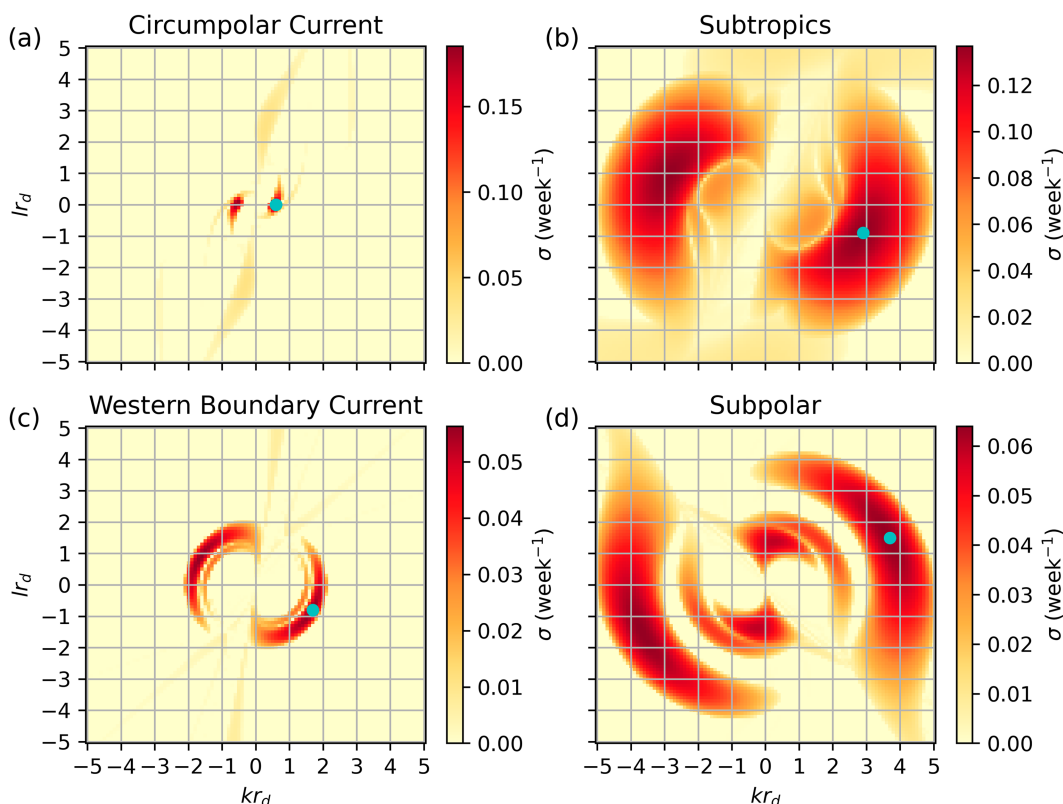 (a)
Circumpolar Current
5
4
3
2
1
0
−1
−2
−3
−4
−5
lr_d
0.15
0.10
0.05
0.00
σ (week⁻¹)
(b)
Subtropics
0.12
0.10
0.08
0.06
0.04
0.02
0.00
σ (week⁻¹)
(c)
Western Boundary Current
5
4
3
2
1
0
−1
−2
−3
−4
−5
lr_d
−5 −4 −3 −2 −1 0 1 2 3 4 5
kr_d
0.05
0.04
0.03
0.02
0.01
0.00
σ (week⁻¹)
(d)
Subpolar
−5 −4 −3 −2 −1 0 1 2 3 4 5
kr_d
0.06
0.05
0.04
0.03
0.02
0.01
0.00
σ (week⁻¹)